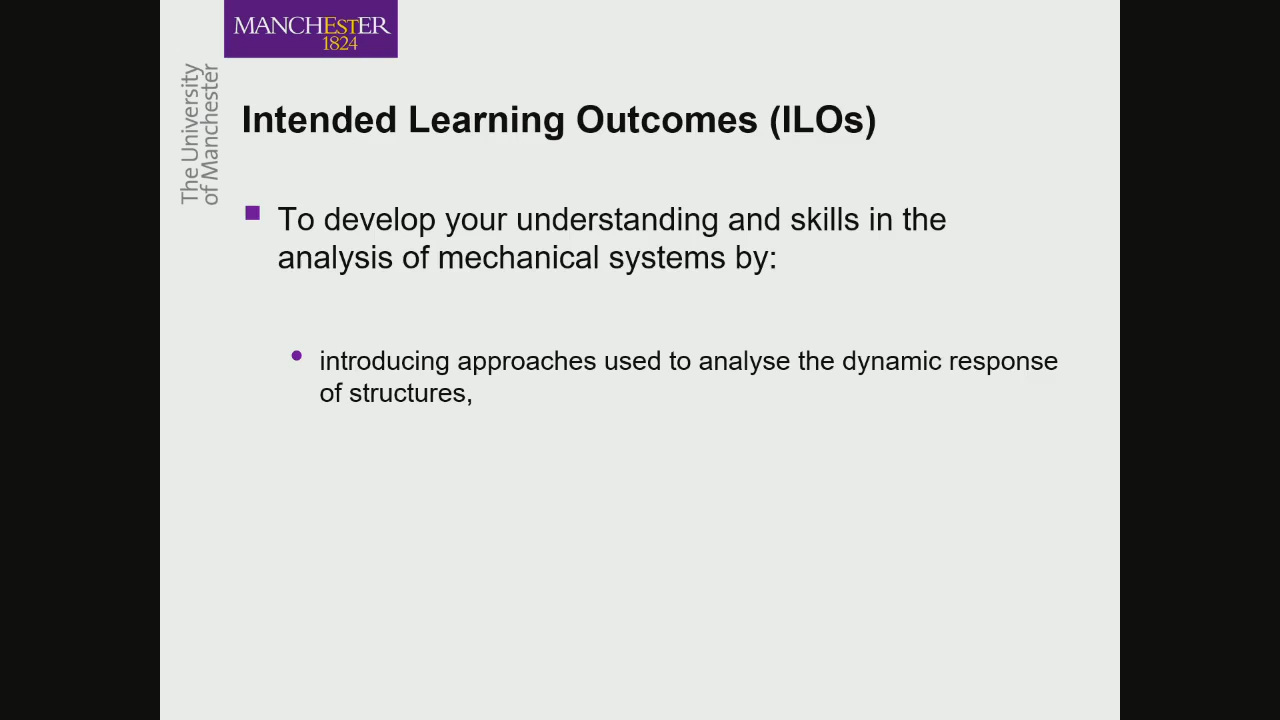 MANCHESTER
1824
The University
of Manchester
Intended Learning Outcomes (ILOs)
To develop your understanding and skills in the
analysis of mechanical systems by:
introducing approaches used to analyse the dynamic response
of structures,